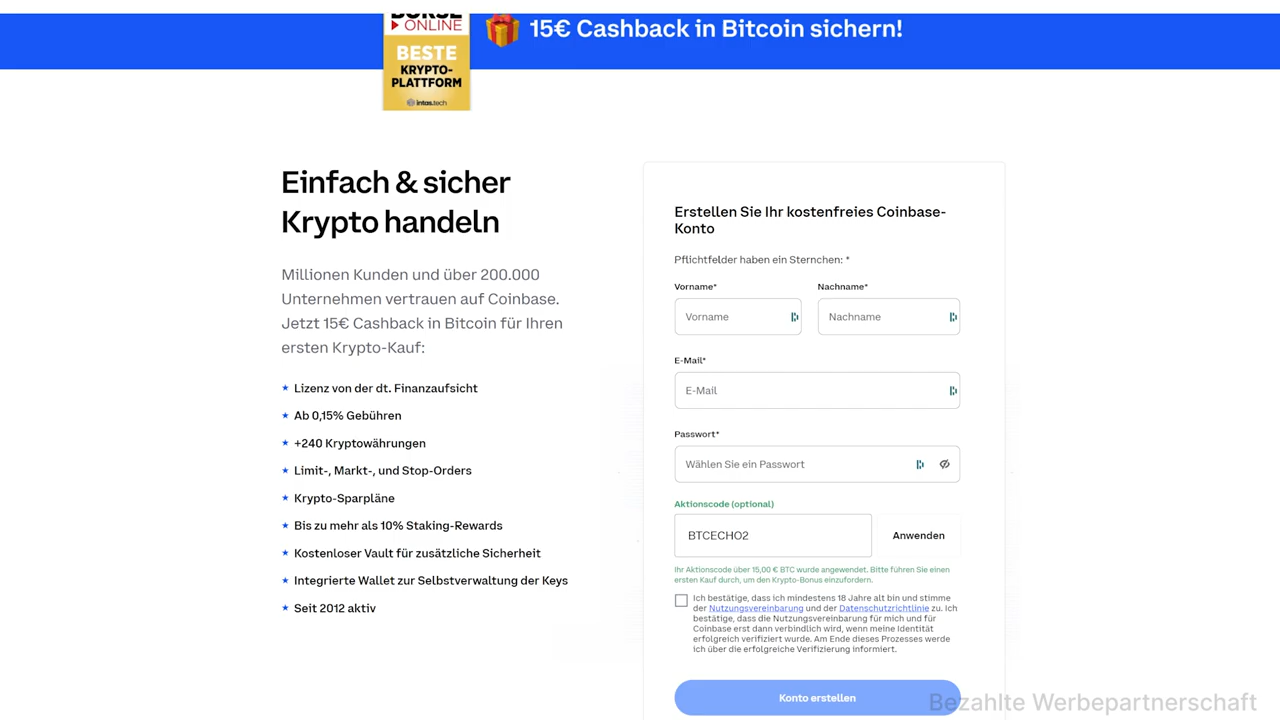 BÖRSE
ONLINE
BESTE
KRYPTO-
PLATTFORM
intas.tech
15€ Cashback in Bitcoin sichern!
Einfach & sicher
Krypto handeln
Millionen Kunden und über 200.000
Unternehmen vertrauen auf Coinbase.
Jetzt 15€ Cashback in Bitcoin für Ihren
ersten Krypto-Kauf:
Lizenz von der dt. Finanzaufsicht
Ab 0,15% Gebühren
+240 Kryptowährungen
Limit-, Markt-, und Stop-Orders
Krypto-Sparpläne
Bis zu mehr als 10% Staking-Rewards
Kostenloser Vault für zusätzliche Sicherheit
Integrierte Wallet zur Selbstverwaltung der Keys
Seit 2012 aktiv
Erstellen Sie Ihr kostenfreies Coinbase-
Konto
Pflichtfelder haben ein Sternchen: *
Vorname* Nachname*
Vorname Nachname
E-Mail*
E-Mail
Passwort*
Wählen Sie ein Passwort
Aktionscode (optional)
BTCECHO2 Anwenden
Ihr Aktionscode über 15,00 € BTC wurde angewendet. Bitte führen Sie einen
ersten Kauf durch, um den Krypto-Bonus einzufordern.
Ich bestätige, dass ich mindestens 18 Jahre alt bin und stimme
der Nutzungsvereinbarung und der Datenschutzrichtlinie zu. Ich
bestätige, dass die Nutzungsvereinbarung für mich und für
Coinbase erst dann verbindlich wird, wenn meine Identität
erfolgreich verifiziert wurde. Am Ende dieses Prozesses werde
ich über die erfolgreiche Verifizierung informiert.
Konto erstellen
Bezahlte Werbepartnerschaft